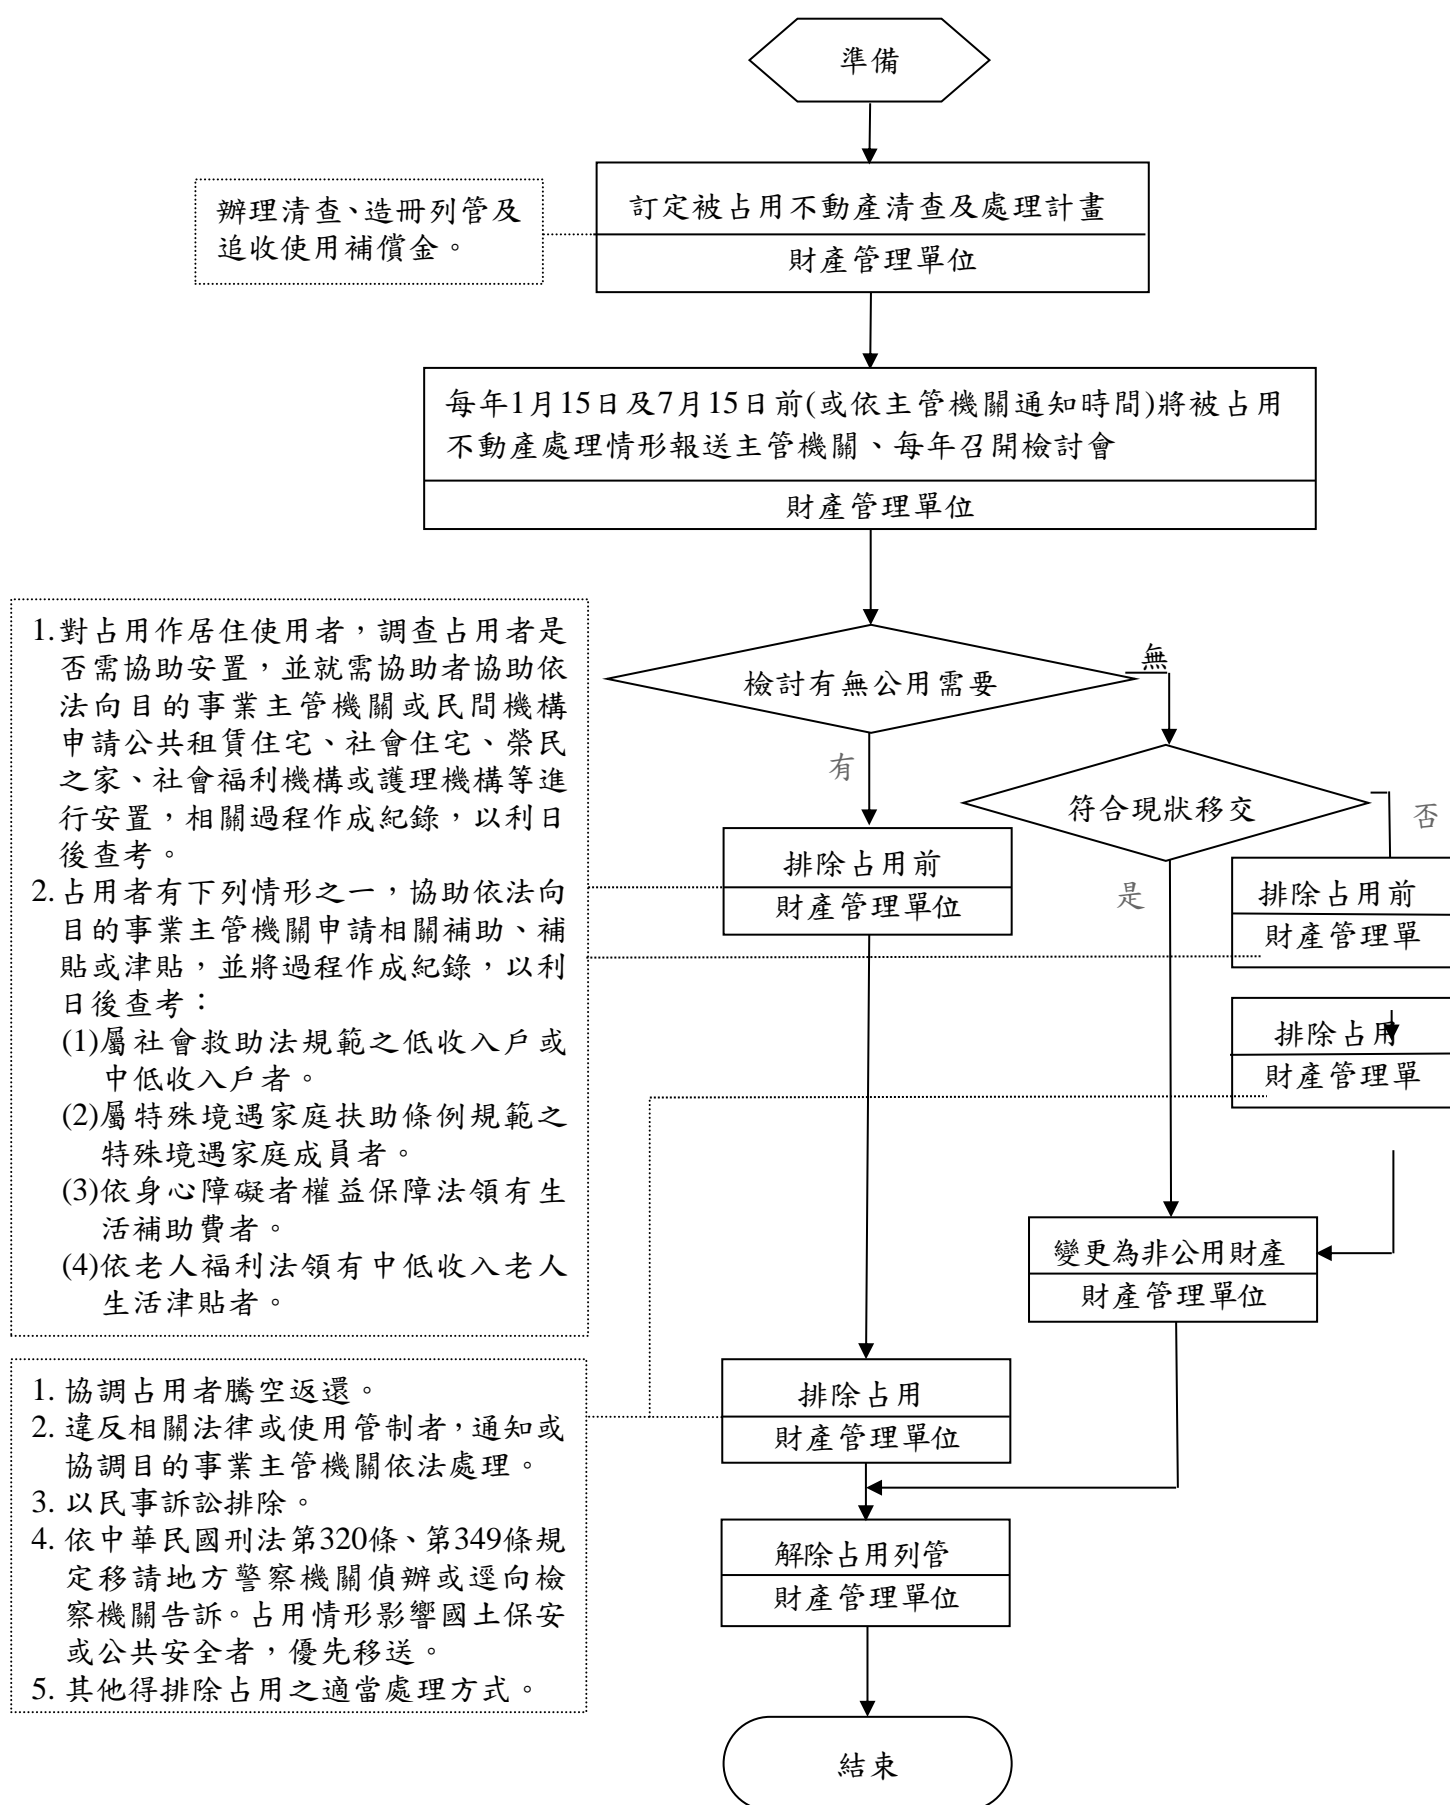 準備
辦理清查、造冊列管及
追收使用補償金。
訂定被占用不動產清查及處理計畫
財產管理單位
每年1月15日及7月15日前(或依主管機關通知時間)將被占用
不動產處理情形報送主管機關、每年召開檢討會
財產管理單位
檢討有無公用需要
無
有
符合現狀移交
否
是
1.對占用作居住使用者，調查占用者是
否需協助安置，並就需協助者協助依
法向目的事業主管機關或民間機構
申請公共租賃住宅、社會住宅、榮民
之家、社會福利機構或護理機構等進
行安置，相關過程作成紀錄，以利日
後查考。
2.占用者有下列情形之一，協助依法向
目的事業主管機關申請相關補助、補
貼或津貼，並將過程作成紀錄，以利
日後查考：
(1)屬社會救助法規範之低收入戶或
中低收入戶者。
(2)屬特殊境遇家庭扶助條例規範之
特殊境遇家庭成員者。
(3)依身心障礙者權益保障法領有生
活補助費者。
(4)依老人福利法領有中低收入老人
生活津貼者。
排除占用前
財產管理單位
排除占用前
財產管理單
排除占用
財產管理單
變更為非公用財產
財產管理單位
1. 協調占用者騰空返還。
2. 違反相關法律或使用管制者，通知或
協調目的事業主管機關依法處理。
3. 以民事訴訟排除。
4. 依中華民國刑法第320條、第349條規
定移請地方警察機關偵辦或逕向檢
察機關告訴。占用情形影響國土保安
或公共安全者，優先移送。
5. 其他得排除占用之適當處理方式。
排除占用
財產管理單位
解除占用列管
財產管理單位
結束